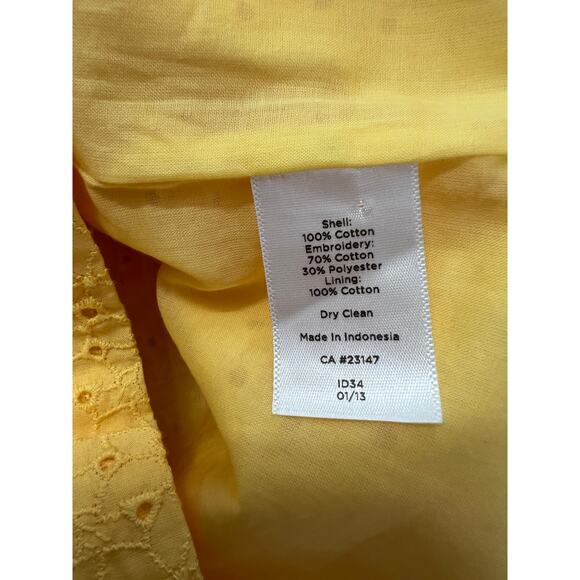 Shell:
100% Cotton
Embroidery:
70% Cotton
30% Polyester
Lining:
100% Cotton
Dry Clean
Made In Indonesia
CA #23147
ID34
01/13